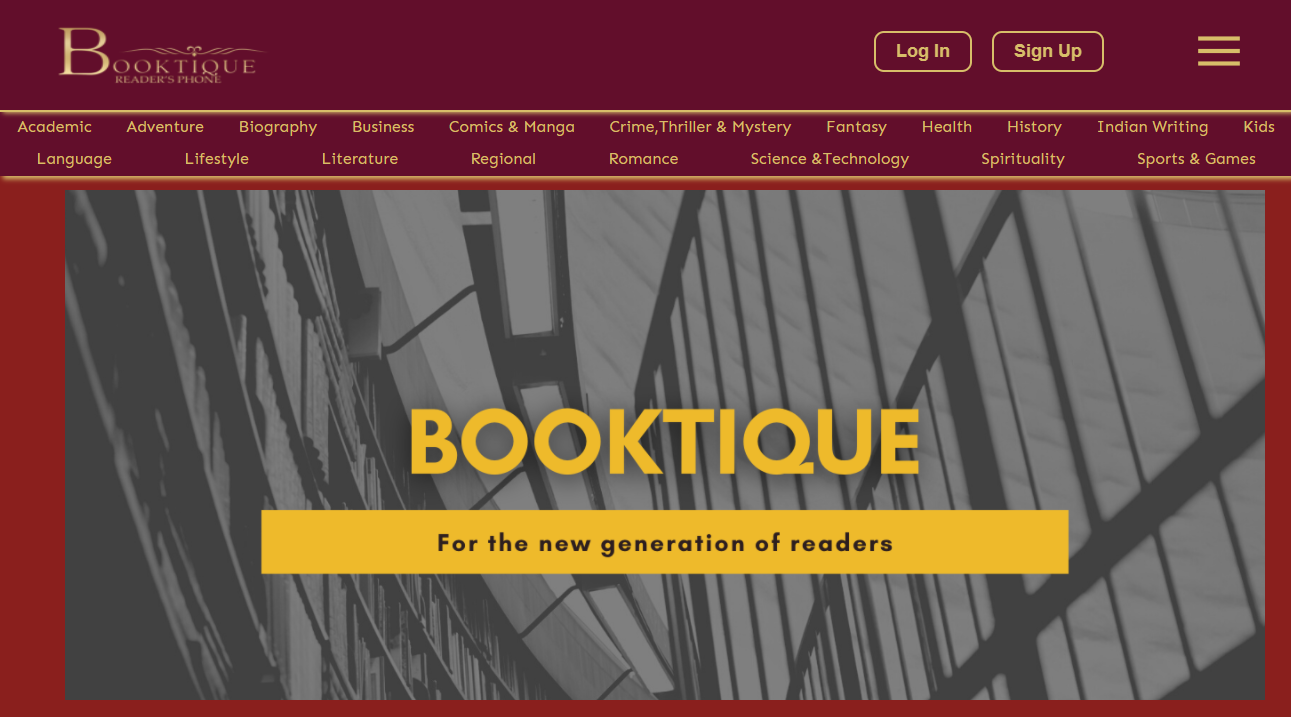 BOOKTIQUE
READER'S PHONE
Log In
Sign Up
Academic Adventure Biography Business Comics & Manga Crime,Thriller & Mystery Fantasy Health History Indian Writing Kids
Language Lifestyle Literature Regional Romance Science &Technology Spirituality Sports & Games
BOOKTIQUE
For the new generation of readers